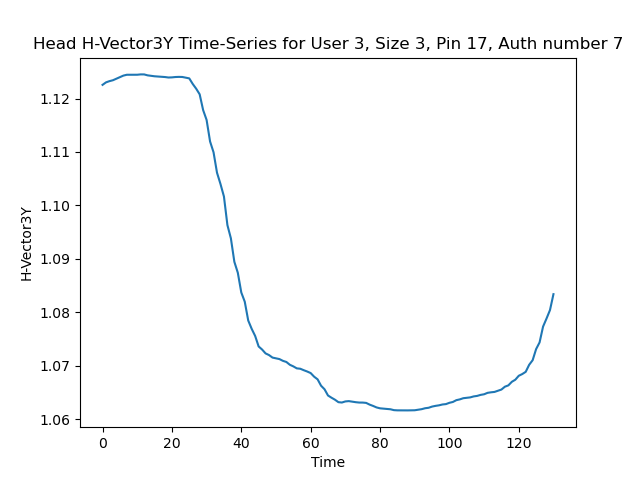 Head H-Vector3Y Time-Series for User 3, Size 3, Pin 17, Auth number 7
1.12
1.11
1.10
1.09
1.08
1.07
1.06
H-Vector3Y
0 20 40 60 80 100 120
Time